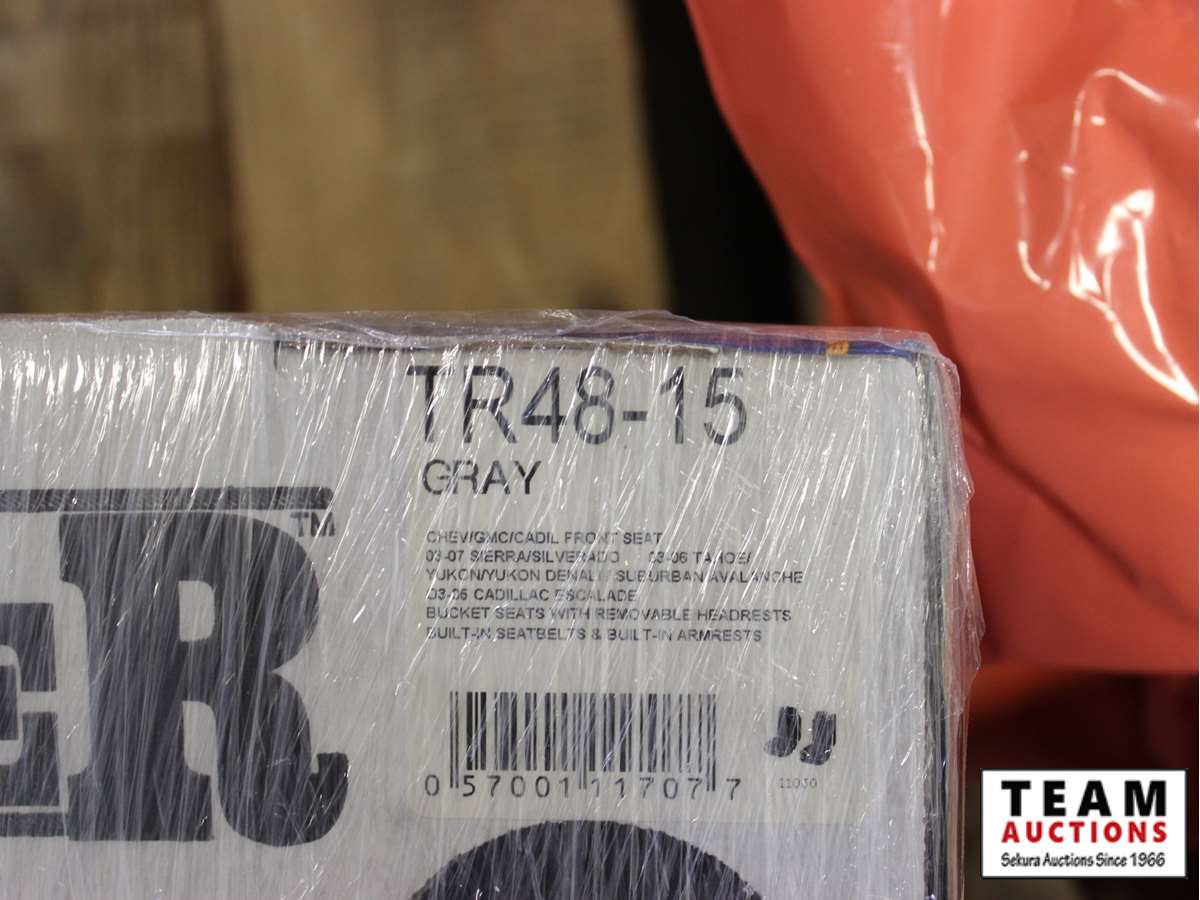 TR48-15
GRAY
CHEV/GMC/CADIL FRONT SEAT
03-07 SIERRA/SILVERADO 03-06 TAHOE/
YUKON/YUKON DENALI/ SUBURBAN AVALANCHE
03-06 CADILLAC ESCALADE
BUCKET SEATS WITH REMOVABLE HEADRESTS
BUILT-IN SEATBELTS & BUILT-IN ARMRESTS
ER™
0 57001 11707 7
11030
TEAM
AUCTIONS
Sekura Auctions Since 1966